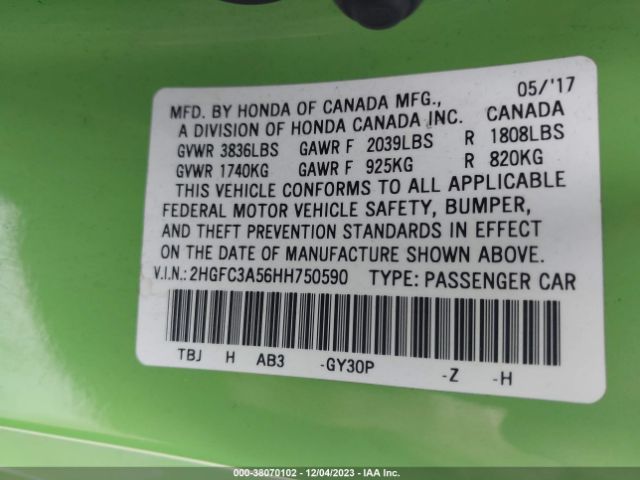 05/'17
MFD. BY HONDA OF CANADA MFG.,
A DIVISION OF HONDA CANADA INC. CANADA
GVWR 3836LBS GAWR F 2039LBS R 1808LBS
GVWR 1740KG GAWR F 925KG R 820KG
THIS VEHICLE CONFORMS TO ALL APPLICABLE
FEDERAL MOTOR VEHICLE SAFETY, BUMPER,
AND THEFT PREVENTION STANDARDS IN EFFECT
ON THE DATE OF MANUFACTURE SHOWN ABOVE.
V.I.N.: 2HGFC3A56HH750590 TYPE: PASSENGER CAR
TBJ H AB3 -GY30P -Z -H
000-38070102 - 12/04/2023 - IAA Inc.